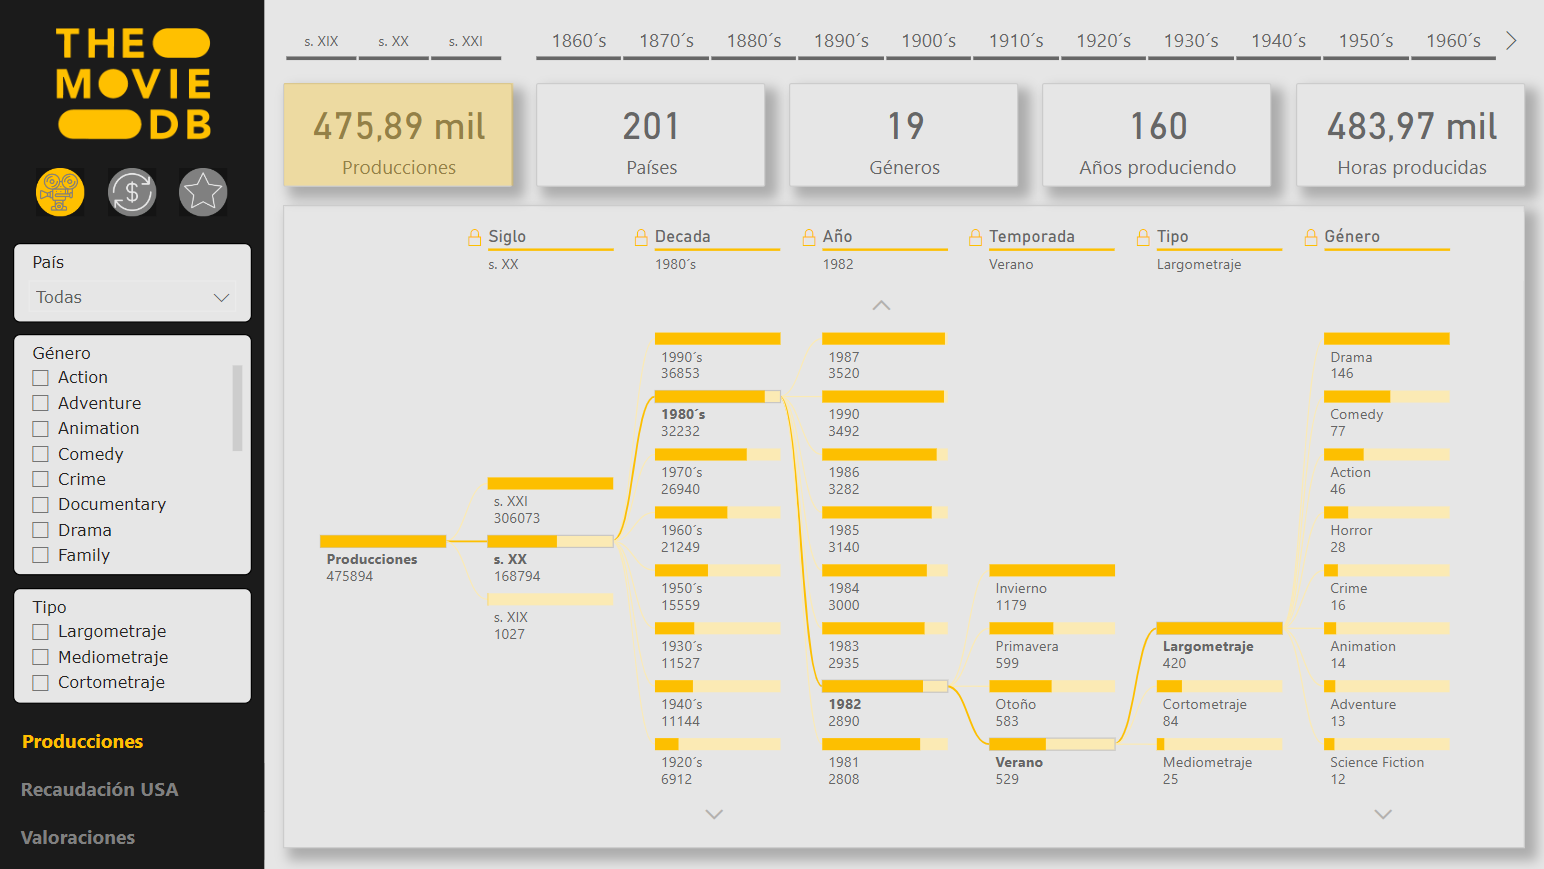 THE
MOVIE
DB
s. XIX
s. XX
s. XXI
1860´s
1870´s
1880´s
1890´s
1900´s
1910´s
1920´s
1930´s
1940´s
1950´s
1960´s
475,89 mil
Producciones
201
Países
19
Géneros
160
Años produciendo
483,97 mil
Horas producidas
País
Todas
Género
Action
Adventure
Animation
Comedy
Crime
Documentary
Drama
Family
Tipo
Largometraje
Mediometraje
Cortometraje
Producciones
Recaudación USA
Valoraciones
Siglo
s. XX
Decada
1980´s
Año
1982
Temporada
Verano
Tipo
Largometraje
Género
Producciones
475894
s. XXI
306073
s. XX
168794
s. XIX
1027
1990´s
36853
1980´s
32232
1970´s
26940
1960´s
21249
1950´s
15559
1930´s
11527
1940´s
11144
1920´s
6912
1987
3520
1990
3492
1986
3282
1985
3140
1984
3000
1983
2935
1982
2890
1981
2808
Invierno
1179
Primavera
599
Otoño
583
Verano
529
Largometraje
420
Cortometraje
84
Mediometraje
25
Drama
146
Comedy
77
Action
46
Horror
28
Crime
16
Animation
14
Adventure
13
Science Fiction
12